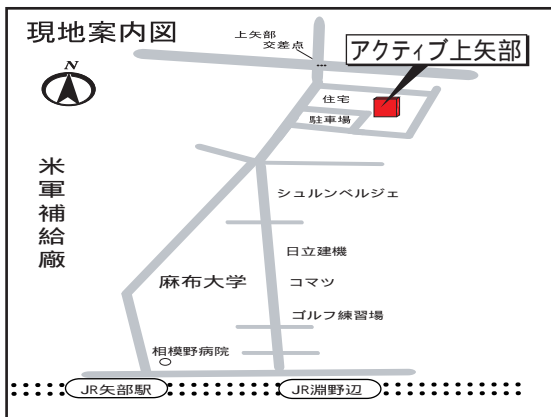 現地案内図
上矢部
交差点
N
アクティブ上矢部
住宅
駐車場
米軍補給廠
シュルンベルジェ
日立建機
麻布大学
コマツ
ゴルフ練習場
相模野病院
JR矢部駅
JR淵野辺